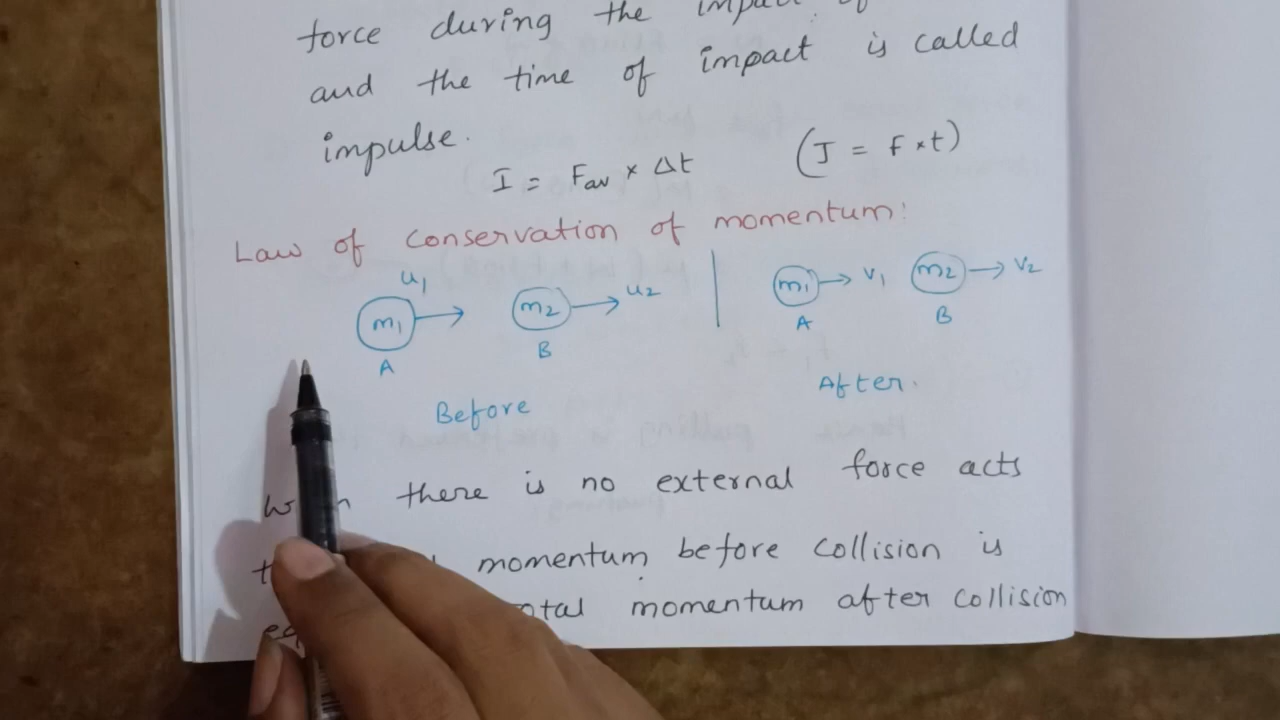 force during the impact of
and the time of impact is called
impulse.
I = Fav × Δt (J = F × t)
Law of conservation of momentum:
u1
m1 m2 u2 m1 v1 m2 v2
A B A B
Before After.
there is no external force acts
momentum before collision is
momentum after collision